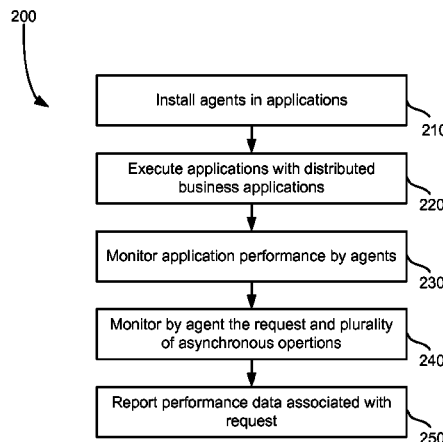 200
Install agents in applications
210
Execute applications with distributed
business applications
220
Monitor application performance by agents
230
Monitor by agent the request and plurality
of asynchronous opertions
240
Report performance data associated with
request
250